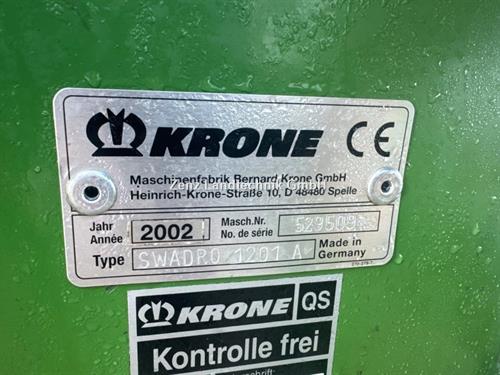 KRONE CE
Maschinenfabrik Bernard Krone GmbH
Zenz Landtechnik GmbH
Heinrich-Krone-Straße 10, D 48480 Spelle
Jahr
Année
2002
Masch.Nr.
No. de série
Type
SWADRO 1201 A
Made in
Germany
KRONE QS
Kontrolle frei